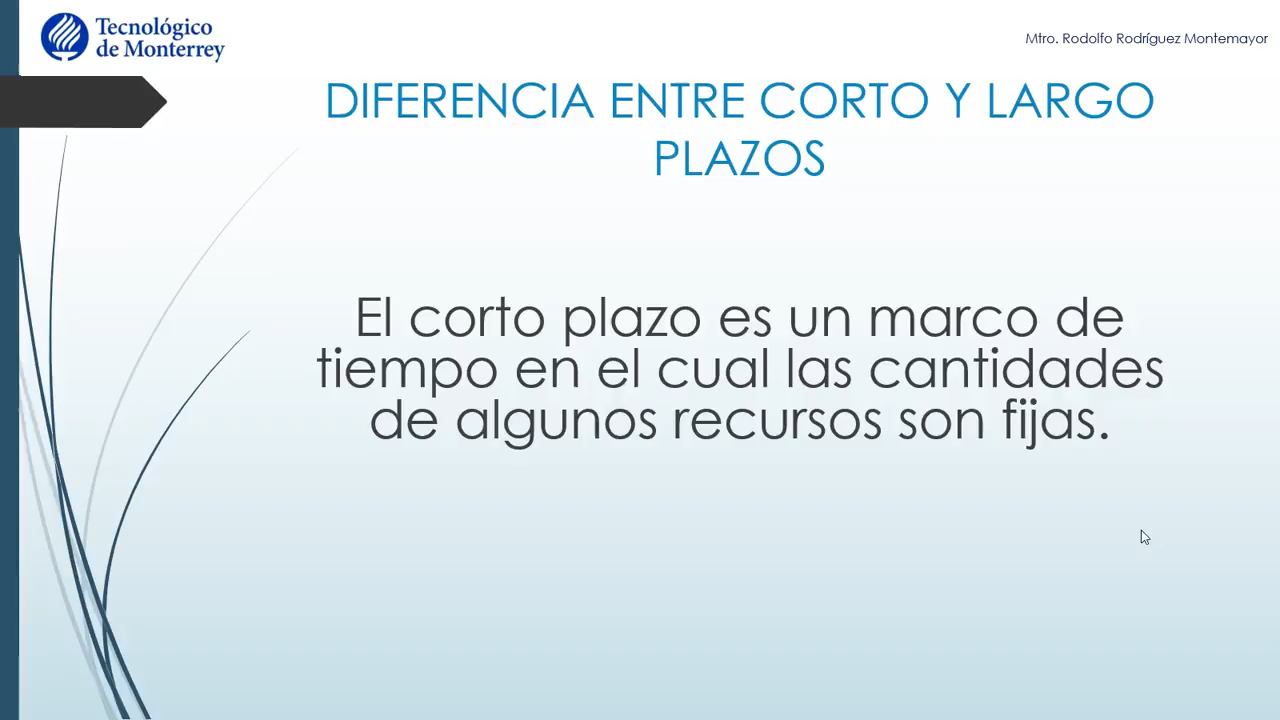 Tecnológico
de Monterrey
Mtro. Rodolfo Rodríguez Montemayor
DIFERENCIA ENTRE CORTO Y LARGO
PLAZOS
El corto plazo es un marco de
tiempo en el cual las cantidades
de algunos recursos son fijas.